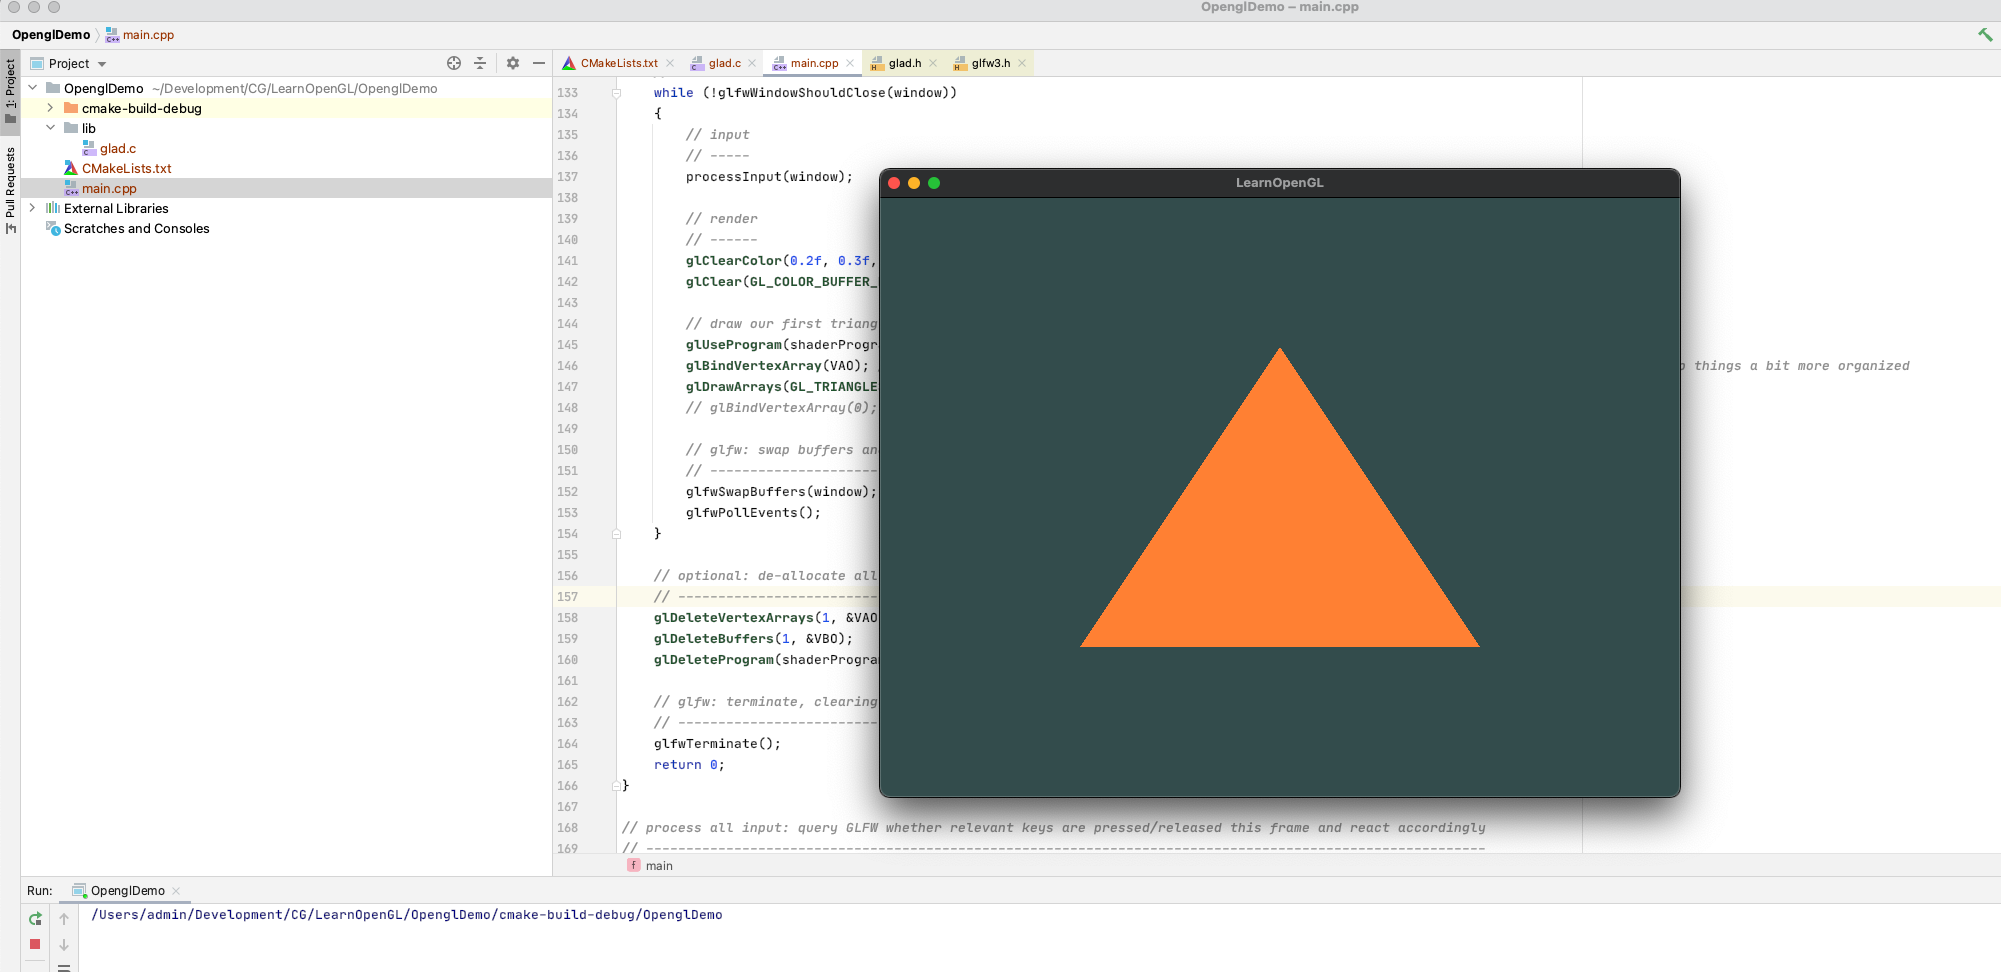 OpenglDemo – main.cpp
OpenglDemo main.cpp
1: Project
Pull Requests
Project
OpenglDemo ~/Development/CG/LearnOpenGL/OpenglDemo
cmake-build-debug
lib
glad.c
CMakeLists.txt
main.cpp
External Libraries
Scratches and Consoles
CMakeLists.txt glad.c main.cpp glad.h glfw3.h
133 while (!glfwWindowShouldClose(window))
134 {
135 // input
136 // -----
137 processInput(window);
138
139 // render
140 // ------
141 glClearColor(0.2f, 0.3f,
142 glClear(GL_COLOR_BUFFER_
143
144 // draw our first triang
145 glUseProgram(shaderProgra
146 glBindVertexArray(VAO); things a bit more organized
147 glDrawArrays(GL_TRIANGLE
148 // glBindVertexArray(0);
149
150 // glfw: swap buffers an
151 // ---------------------
152 glfwSwapBuffers(window);
153 glfwPollEvents();
154 }
155
156 // optional: de-allocate all
157 // -------------------------
158 glDeleteVertexArrays(1, &VAO
159 glDeleteBuffers(1, &VBO);
160 glDeleteProgram(shaderProgra
161
162 // glfw: terminate, clearing
163 // -------------------------
164 glfwTerminate();
165 return 0;
166 }
167
168 // process all input: query GLFW whether relevant keys are pressed/released this frame and react accordingly
169 // ---------------------------------------------------------------------------------------------------------
LearnOpenGL
f main
Run: OpenglDemo
/Users/admin/Development/CG/LearnOpenGL/OpenglDemo/cmake-build-debug/OpenglDemo